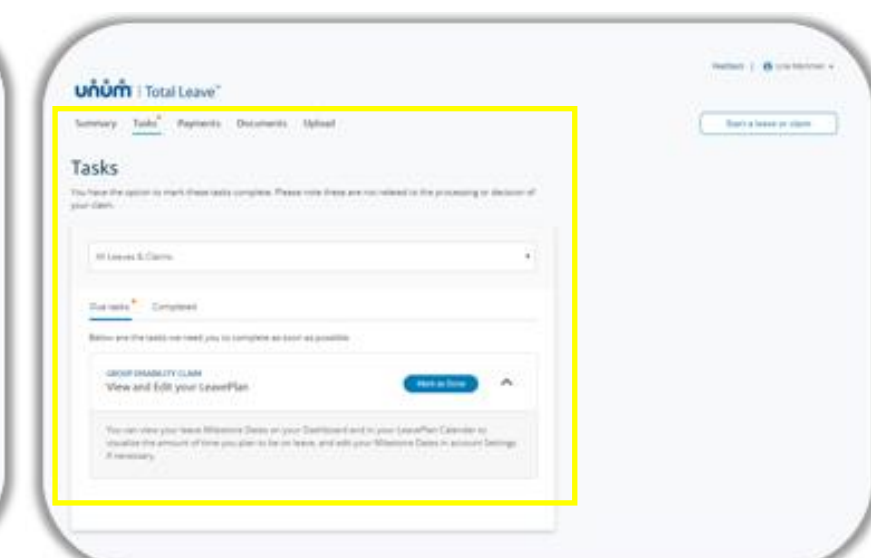 Feedback |
unum | Total Leave™
Summary Tasks Payments Documents Upload
Start a leave or claim
Tasks
You have the option to mark these tasks complete. Please note these are not related to the processing or decision of
your claim.
All Leaves & Claims
Due tasks Completed
Below are the tasks we need you to complete as soon as possible
GROUP DISABILITY CLAIM
View and Edit your LeavePlan
Mark as Done
You can view your leave Milestone Dates on your Dashboard and in your LeavePlan Calendar to
visualize the amount of time you plan to be on leave, and edit your Milestone Dates in account Settings
if necessary.